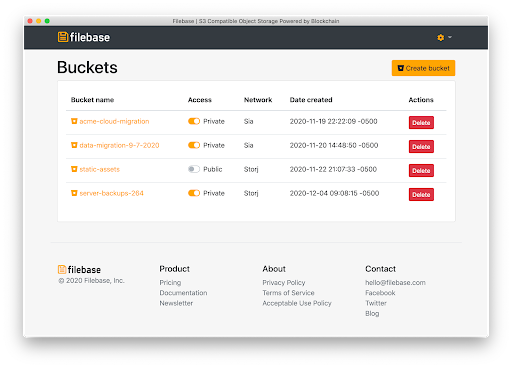 Filebase | S3 Compatible Object Storage Powered by Blockchain
filebase
Buckets
Create bucket
Bucket name Access Network Date created Actions
acme-cloud-migration Private Sia 2020-11-19 22:22:09 -0500 Delete
data-migration-9-7-2020 Private Sia 2020-11-20 14:48:50 -0500 Delete
static-assets Public Storj 2020-11-22 21:07:33 -0500 Delete
server-backups-264 Private Storj 2020-12-04 09:08:15 -0500 Delete
filebase
© 2020 Filebase, Inc.
Product
Pricing
Documentation
Newsletter
About
Privacy Policy
Terms of Service
Acceptable Use Policy
Contact
hello@filebase.com
Facebook
Twitter
Blog